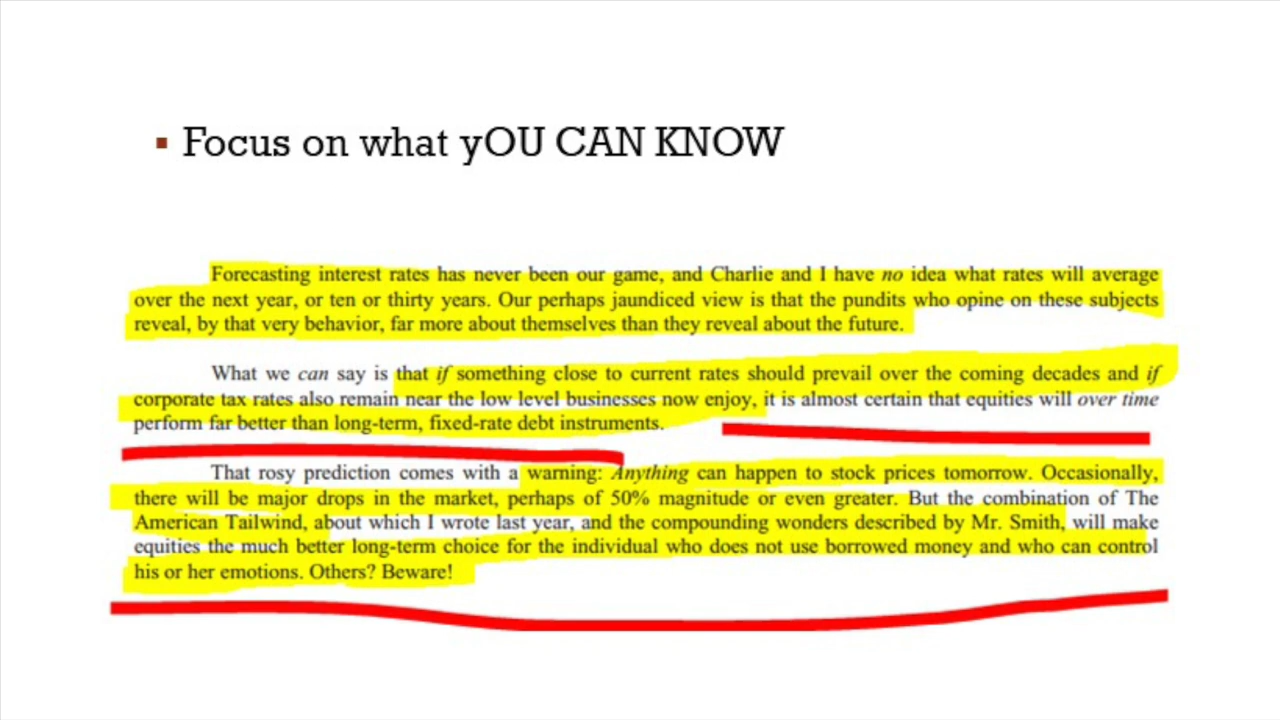 ▪ Focus on what yOU CAN KNOW
Forecasting interest rates has never been our game, and Charlie and I have no idea what rates will average
over the next year, or ten or thirty years. Our perhaps jaundiced view is that the pundits who opine on these subjects
reveal, by that very behavior, far more about themselves than they reveal about the future.
What we can say is that if something close to current rates should prevail over the coming decades and if
corporate tax rates also remain near the low level businesses now enjoy, it is almost certain that equities will over time
perform far better than long-term, fixed-rate debt instruments.
That rosy prediction comes with a warning: Anything can happen to stock prices tomorrow. Occasionally,
there will be major drops in the market, perhaps of 50% magnitude or even greater. But the combination of The
American Tailwind, about which I wrote last year, and the compounding wonders described by Mr. Smith, will make
equities the much better long-term choice for the individual who does not use borrowed money and who can control
his or her emotions. Others? Beware!